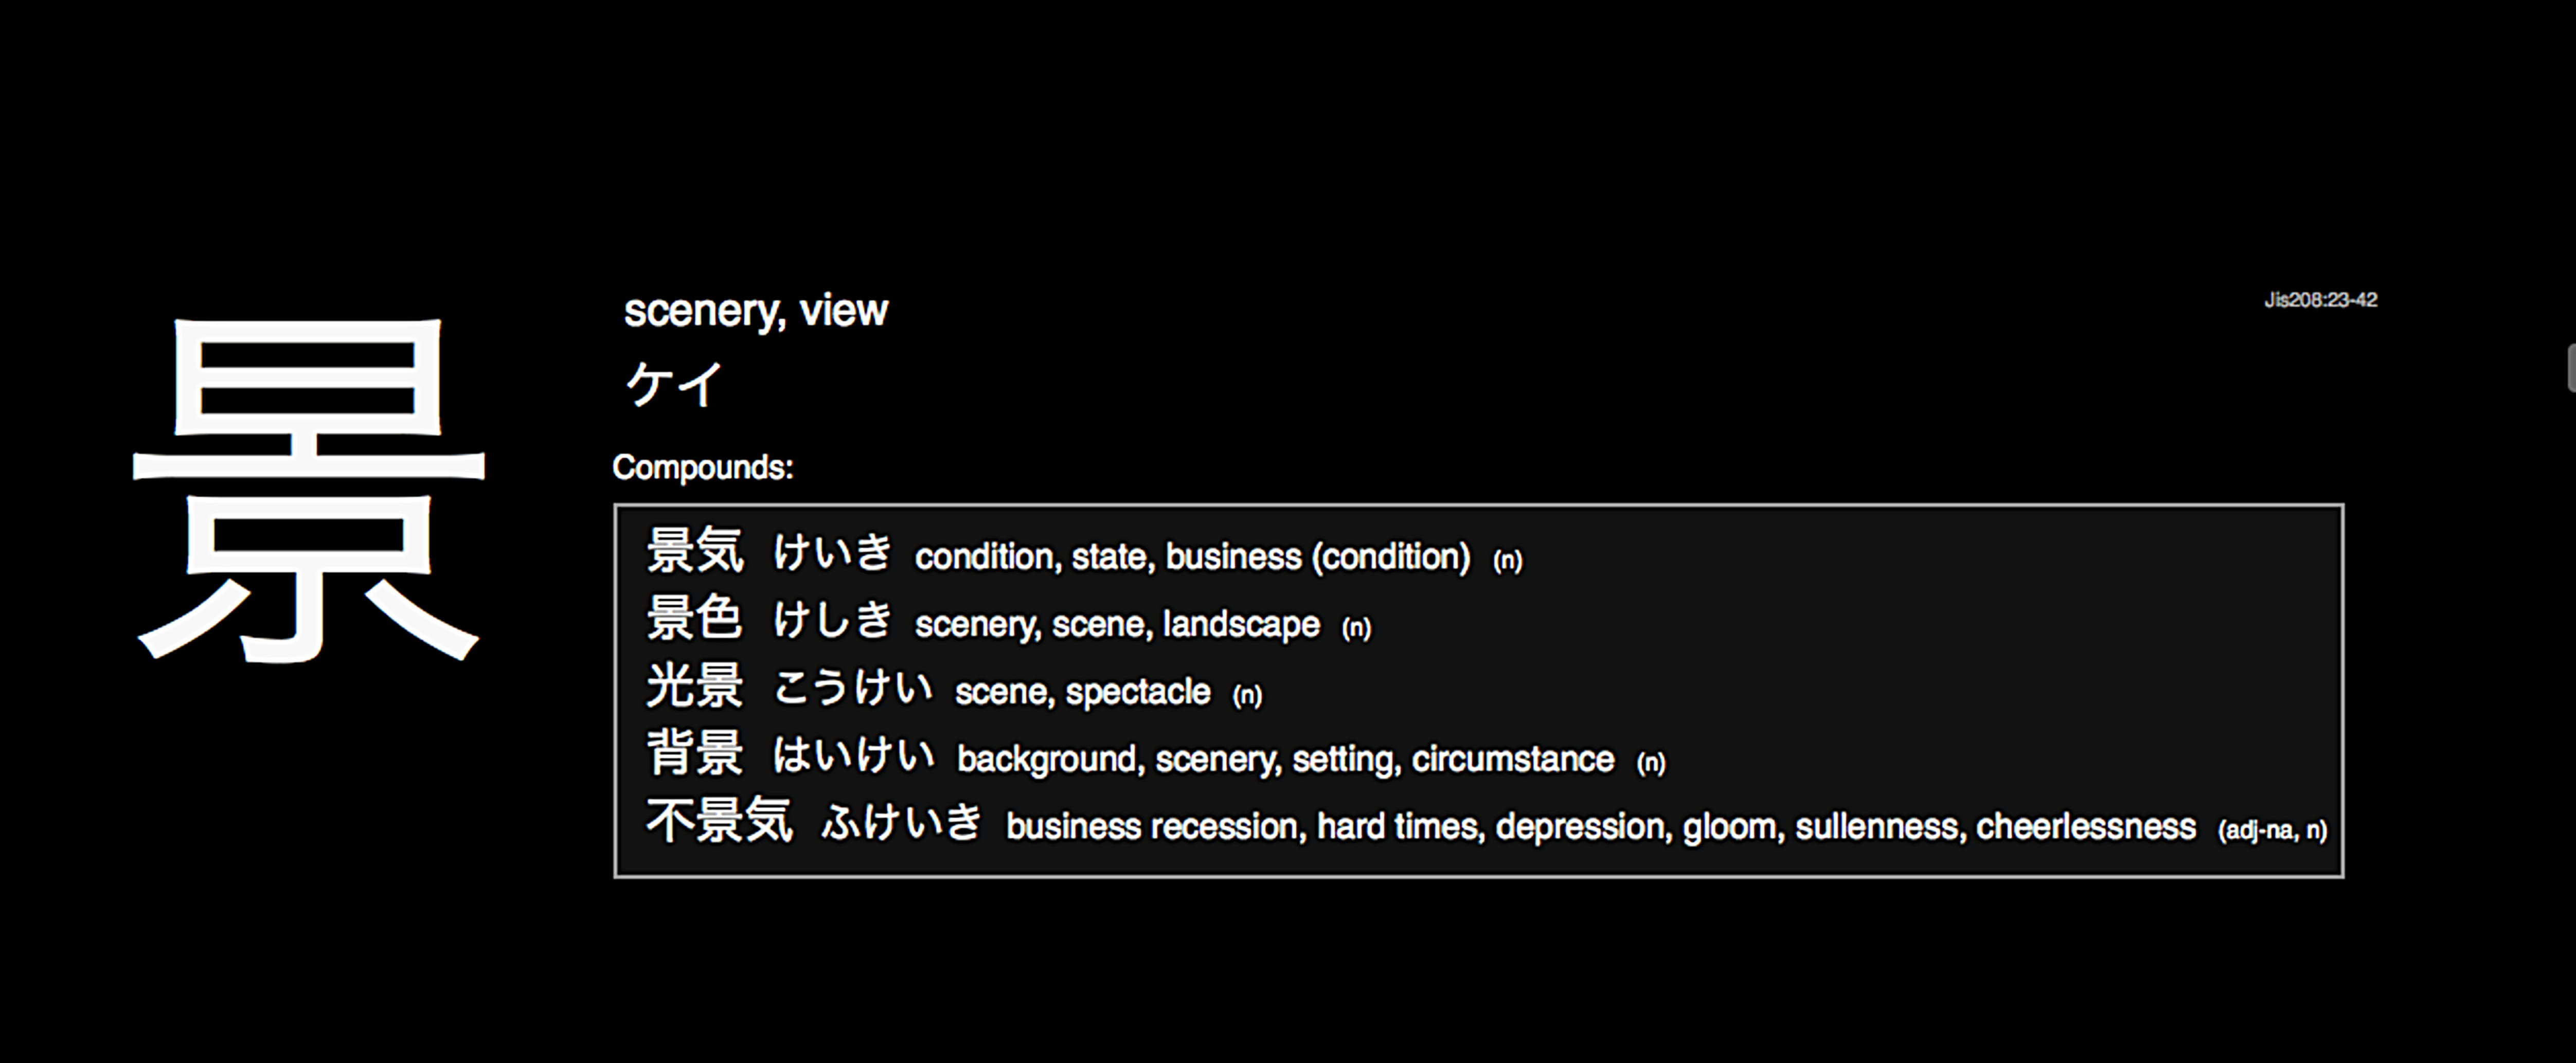 景
scenery, view
Jis208:23-42
ケイ
Compounds:
景気 けいき condition, state, business (condition) (n)
景色 けしき scenery, scene, landscape (n)
光景 こうけい scene, spectacle (n)
背景 はいけい background, scenery, setting, circumstance (n)
不景気 ふけいき business recession, hard times, depression, gloom, sullenness, cheerlessness (adj-na, n)